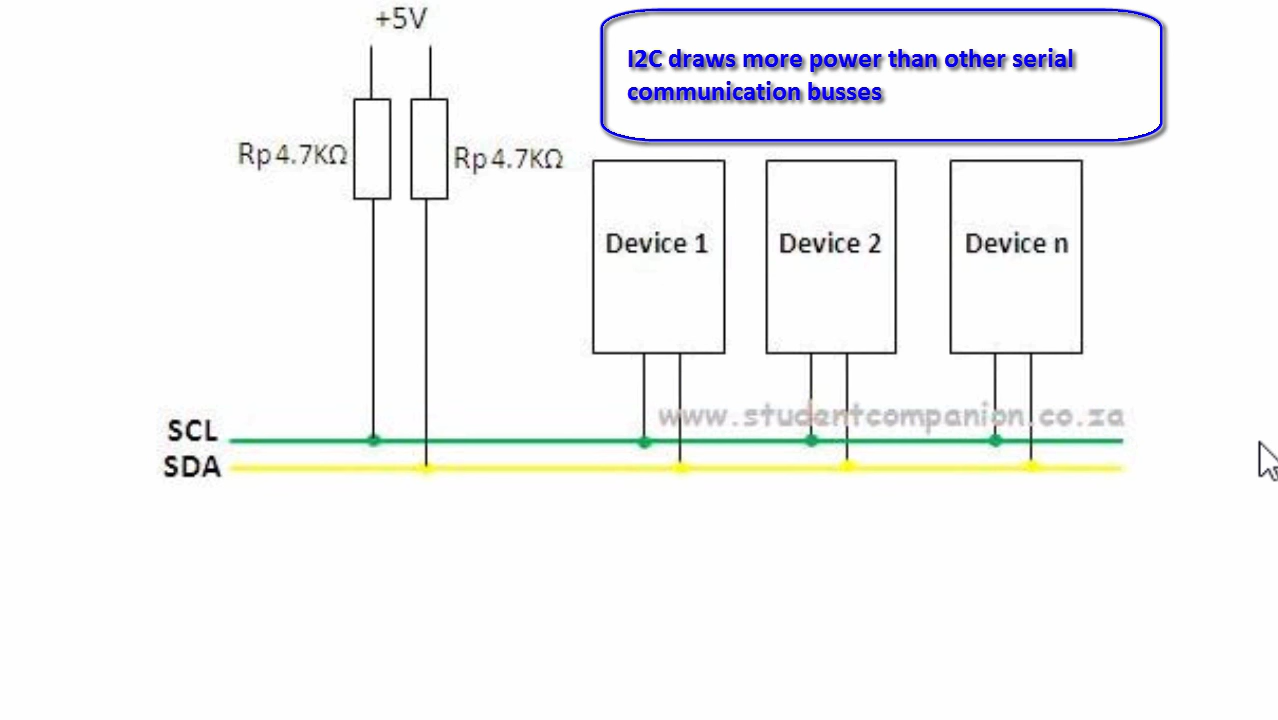 +5V
I2C draws more power than other serial
communication busses
Rp 4.7KΩ
Rp 4.7KΩ
Device 1
Device 2
Device n
www.studentcompanion.co.za
SCL
SDA